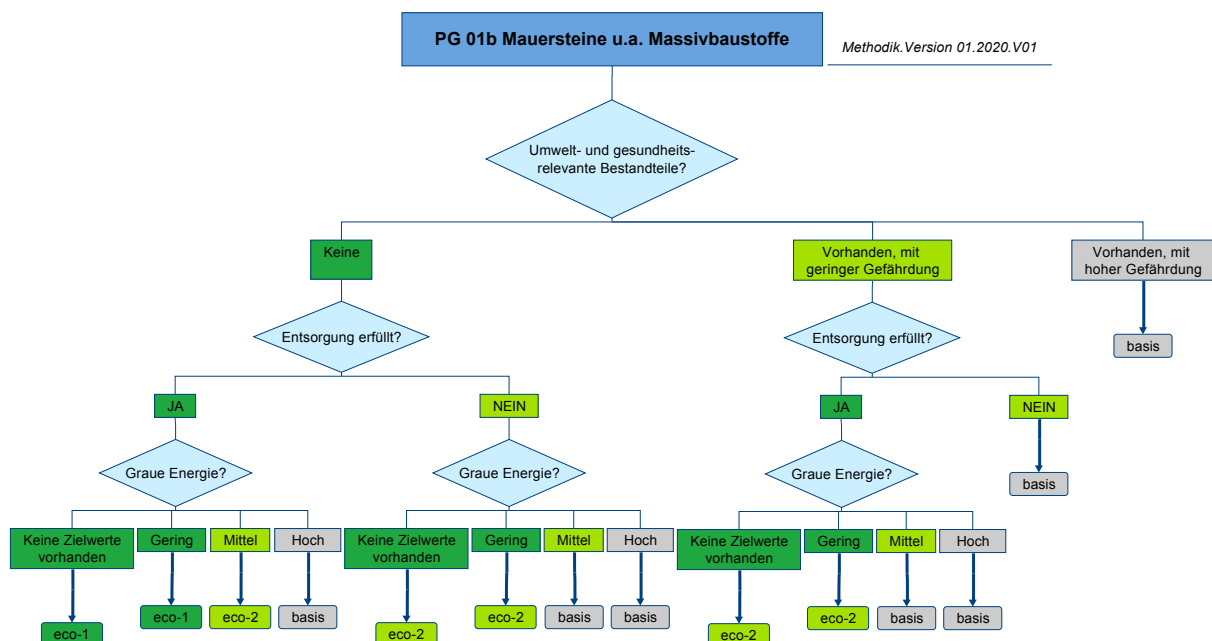 PG 01b Mauersteine u.a. Massivbaustoffe
Methodik.Version 01.2020.V01
Umwelt- und gesundheits-
relevante Bestandteile?
Keine
Vorhanden, mit
geringer Gefährdung
Vorhanden, mit
hoher Gefährdung
Entsorgung erfüllt?
Entsorgung erfüllt?
basis
JA
NEIN
JA
NEIN
Graue Energie?
Graue Energie?
Graue Energie?
basis
Keine Zielwerte
vorhanden
Gering
Mittel
Hoch
Keine Zielwerte
vorhanden
Gering
Mittel
Hoch
Keine Zielwerte
vorhanden
Gering
Mittel
Hoch
eco-1
eco-1
eco-2
basis
eco-2
eco-2
basis
basis
eco-2
eco-2
basis
basis